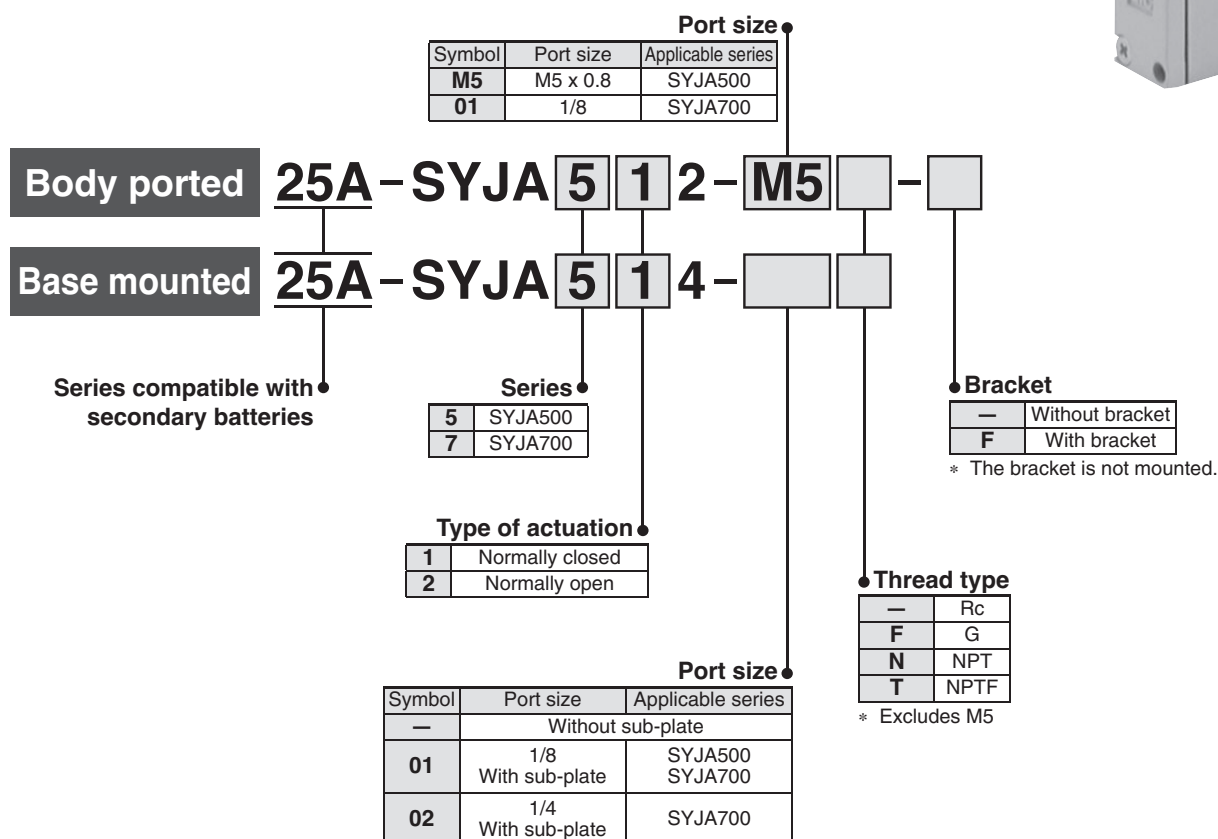 Port size
Symbol Port size Applicable series
M5 M5 x 0.8 SYJA500
01 1/8 SYJA700
Body ported 25A-SYJA 5 1 2-M5 -
Base mounted 25A-SYJA 5 1 4-
Series compatible with
secondary batteries
Series
5 SYJA500
7 SYJA700
Bracket
— Without bracket
F With bracket
* The bracket is not mounted.
Type of actuation
1 Normally closed
2 Normally open
Thread type
— Rc
F G
N NPT
T NPTF
* Excludes M5
Port size
Symbol Port size Applicable series
— Without sub-plate
01 1/8 With sub-plate SYJA500 SYJA700
02 1/4 With sub-plate SYJA700